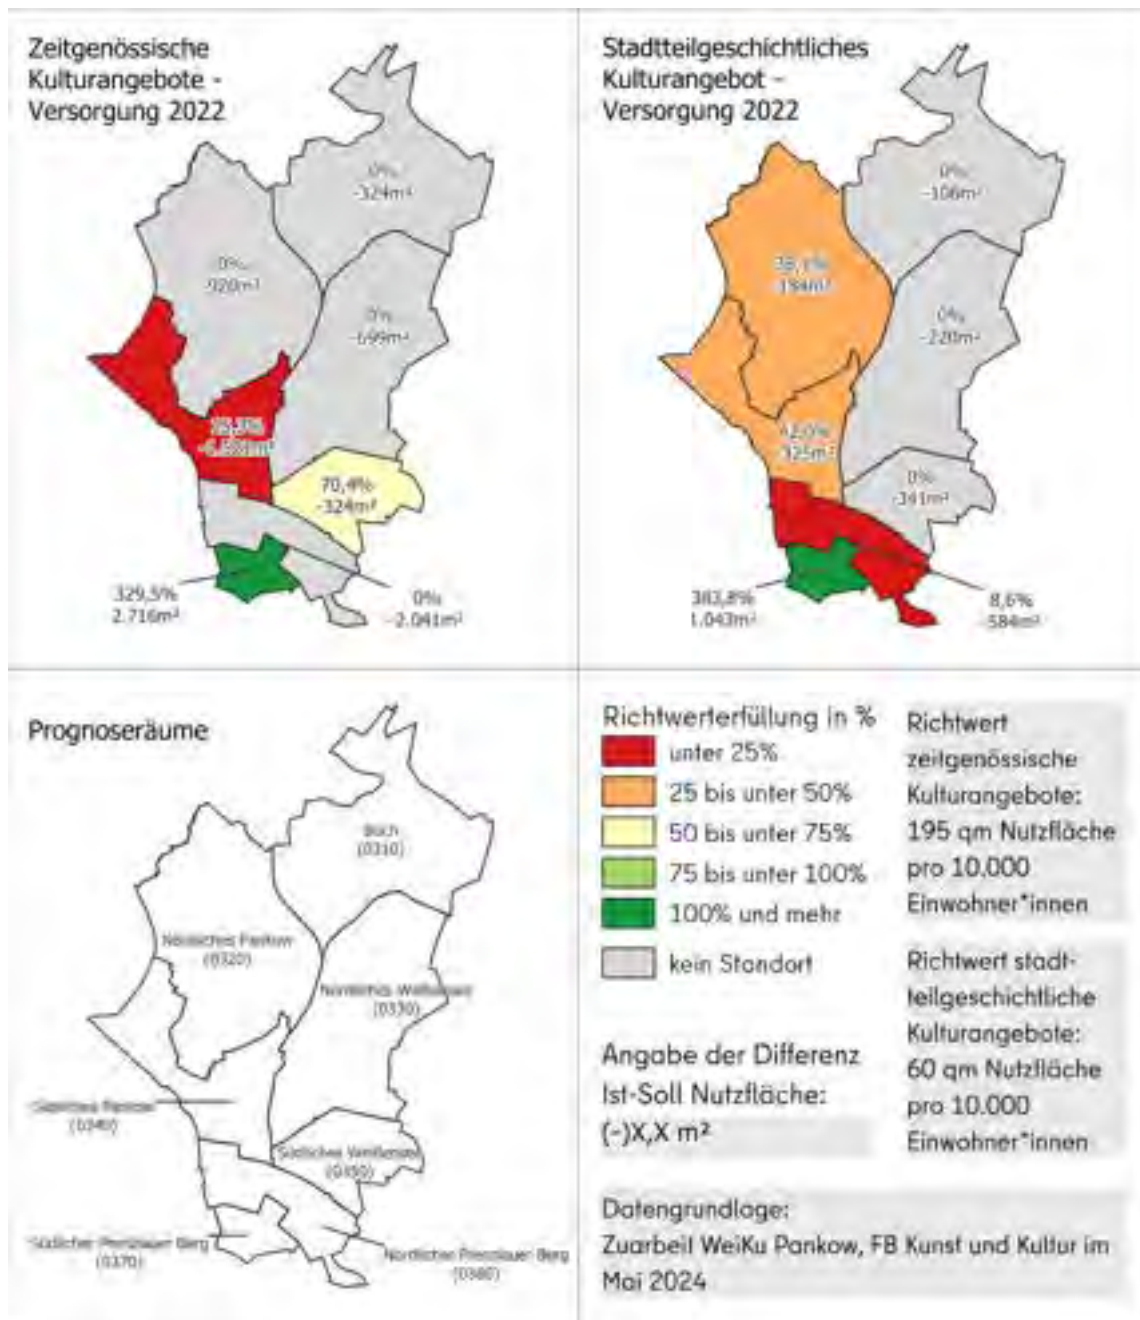 Zeitgenössische
Kulturangebote -
Versorgung 2022
0%
-324m²
0%
-920m²
0%
-699m²
70,4%
-324m²
329,5%
2.716m²
0%
-2.041m²
Stadtteilgeschichtliches
Kulturangebot -
Versorgung 2022
0%
-106m²
0%
-220m²
42,0%
-325m²
0%
-341m²
383,8%
1.043m²
8,6%
-584m²
Prognoseräume
Buch
(0310)
Nördliches Pankow
(0320)
Nördliches Weißensee
(0330)
Südliches Pankow
(0340)
Südliches Weißensee
(0350)
Südlicher Prenzlauer Berg
(0370)
Nördlicher Prenzlauer Berg
Richtwerterfüllung in %
unter 25%
25 bis unter 50%
50 bis unter 75%
75 bis unter 100%
100% und mehr
kein Standort
Angabe der Differenz
Ist-Soll Nutzfläche:
(-)X,X m²
Richtwert
zeitgenössische
Kulturangebote:
195 qm Nutzfläche
pro 10.000
Einwohner*innen
Richtwert stadt-
teilgeschichtliche
Kulturangebote:
60 qm Nutzfläche
pro 10.000
Einwohner*innen
Datengrundlage:
Zuarbeit WeiKu Pankow, FB Kunst und Kultur im
Mai 2024